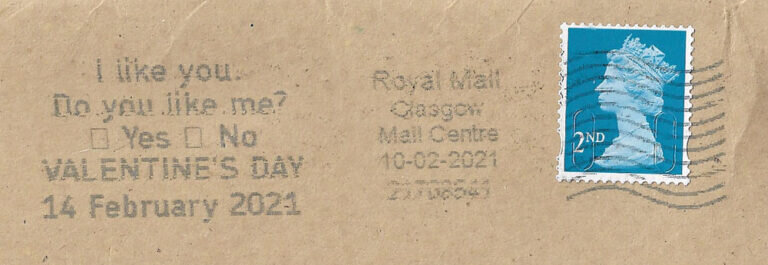 I like you.
Do you like me?
☐ Yes ☐ No
VALENTINE'S DAY
14 February 2021
Royal Mail
Glasgow
Mail Centre
10-02-2021
2ND